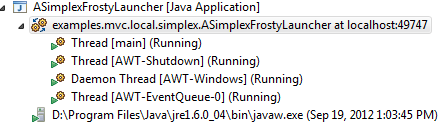 ASimplexFrostyLauncher [Java Application]
examples.mvc.local.simplex.ASimplexFrostyLauncher at localhost:49747
Thread [main] (Running)
Thread [AWT-Shutdown] (Running)
Daemon Thread [AWT-Windows] (Running)
Thread [AWT-EventQueue-0] (Running)
D:\Program Files\Java\jre1.6.0_04\bin\javaw.exe (Sep 19, 2012 1:03:45 PM)